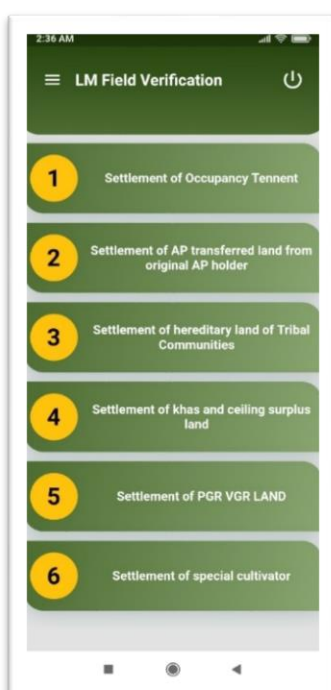 2:36 AM
LM Field Verification
1
Settlement of Occupancy Tennent
2
Settlement of AP transferred land from
original AP holder
3
Settlement of hereditary land of Tribal
Communities
4
Settlement of khas and ceiling surplus
land
5
Settlement of PGR VGR LAND
6
Settlement of special cultivator